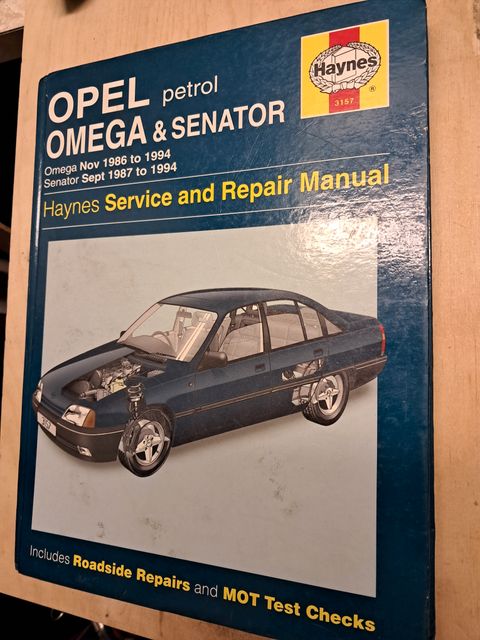 OPEL petrol
OMEGA & SENATOR
Omega Nov 1986 to 1994
Senator Sept 1987 to 1994
Haynes Service and Repair Manual
Haynes
®
3157
Includes Roadside Repairs and MOT Test Checks